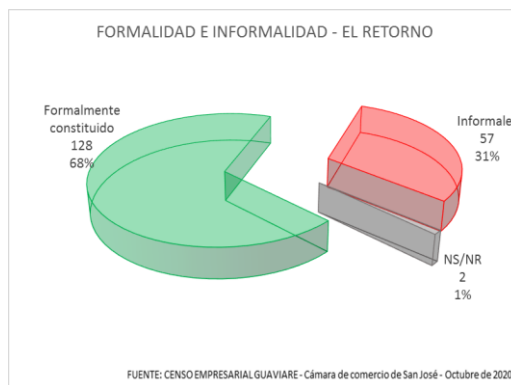 FORMALIDAD E INFORMALIDAD - EL RETORNO
Formalmente
constituido
128
68%
Informale
57
31%
NS/NR
2
1%
FUENTE: CENSO EMPRESARIAL GUAVIARE - Cámara de comercio de San José - Octubre de 2020